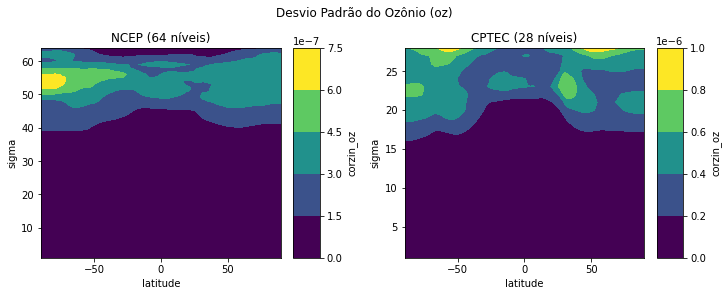 Desvio Padrão do Ozônio (oz)
NCEP (64 níveis)
1e−7
60
50
40
30
20
10
sigma
−50
0
50
latitude
7.5
6.0
4.5
3.0
1.5
0.0
corzin_oz
CPTEC (28 níveis)
1e−6
25
20
15
10
5
sigma
−50
0
50
latitude
1.0
0.8
0.6
0.4
0.2
0.0
corzin_oz